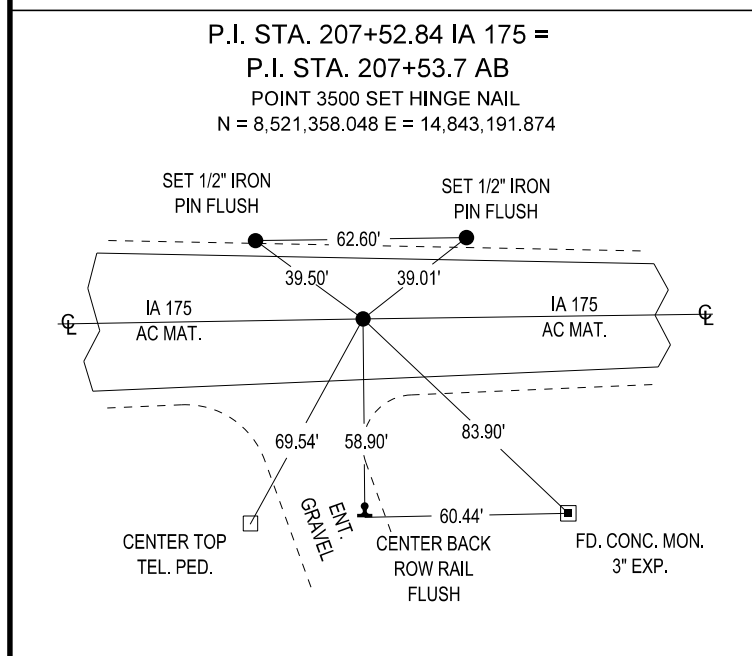 P.I. STA. 207+52.84 IA 175 =
P.I. STA. 207+53.7 AB
POINT 3500 SET HINGE NAIL
N = 8,521,358.048 E = 14,843,191.874
SET 1/2" IRON
PIN FLUSH
SET 1/2" IRON
PIN FLUSH
62.60'
39.50'
39.01'
IA 175
AC MAT.
IA 175
AC MAT.
℄
℄
69.54'
58.90'
83.90'
ENT.
GRAVEL
60.44'
CENTER TOP
TEL. PED.
CENTER BACK
ROW RAIL
FLUSH
FD. CONC. MON.
3" EXP.